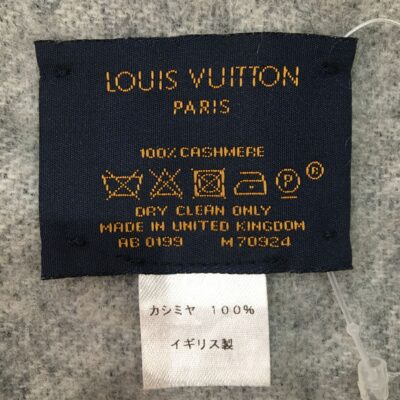 LOUIS VUITTON
PARIS
100% CASHMERE
P ®
DRY CLEAN ONLY
MADE IN UNITED KINGDOM
AB 0199 M70924
カシミヤ 100%
イギリス製